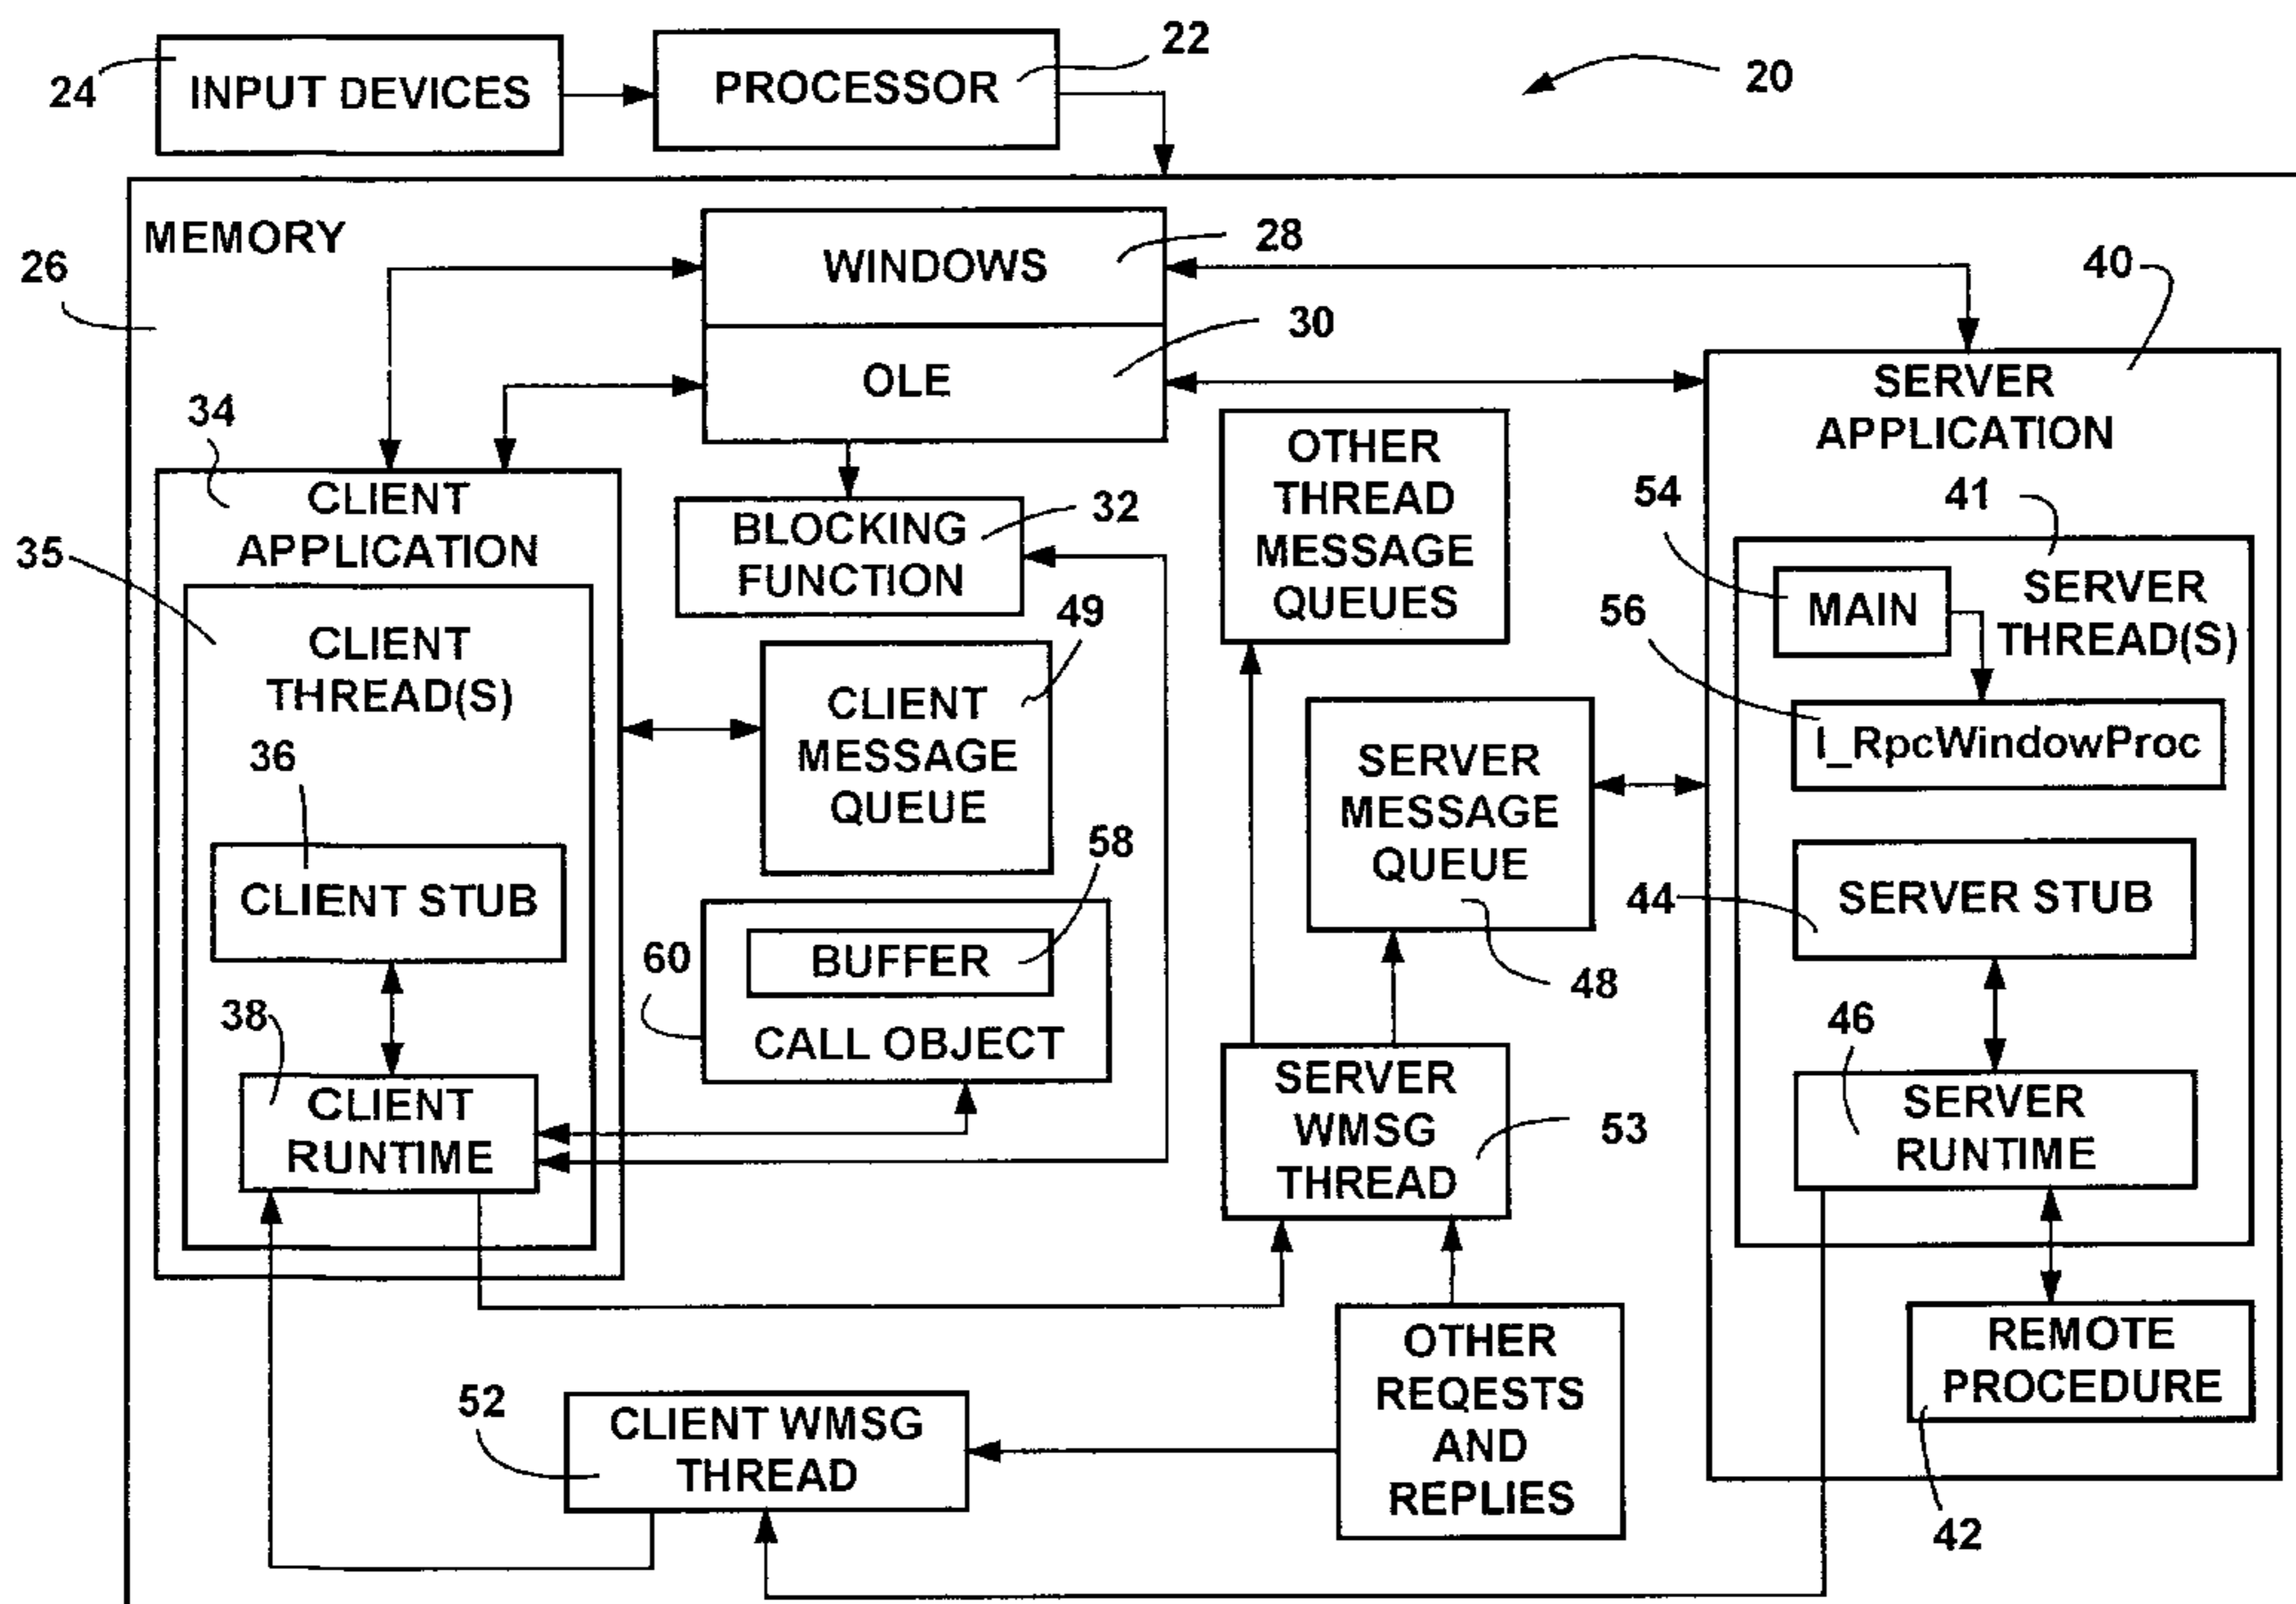 24
INPUT DEVICES
PROCESSOR
22
20
MEMORY
26
WINDOWS
28
OLE
30
40
SERVER
APPLICATION
34
CLIENT
APPLICATION
35
CLIENT
THREAD(S)
36
CLIENT STUB
38
CLIENT
RUNTIME
BLOCKING
FUNCTION
32
49
CLIENT
MESSAGE
QUEUE
58
BUFFER
60
CALL OBJECT
OTHER
THREAD
MESSAGE
QUEUES
SERVER
MESSAGE
QUEUE
48
SERVER
WMSG
THREAD
53
54
41
MAIN
SERVER
THREAD(S)
56
I_RpcWindowProc
44
SERVER STUB
46
SERVER
RUNTIME
REMOTE
PROCEDURE
42
52
CLIENT WMSG
THREAD
OTHER
REQESTS
AND
REPLIES